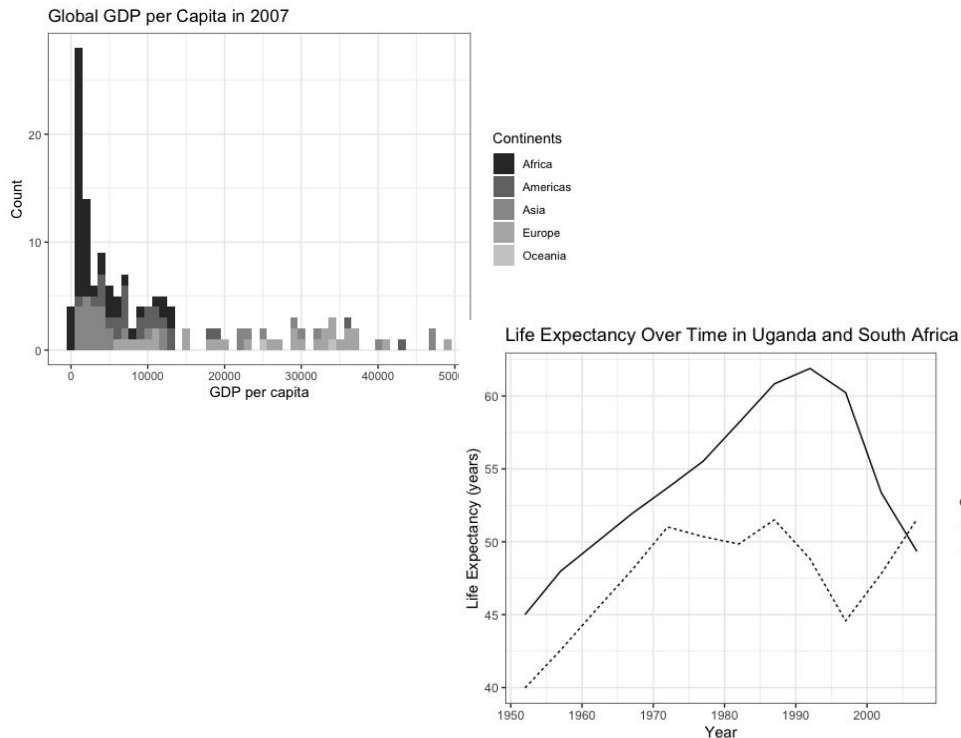 Global GDP per Capita in 2007
Count
20
10
0
0
10000
20000
30000
40000
500
GDP per capita
Continents
Africa
Americas
Asia
Europe
Oceania
Life Expectancy Over Time in Uganda and South Africa
Life Expectancy (years)
60
55
50
45
40
1950
1960
1970
1980
1990
2000
Year